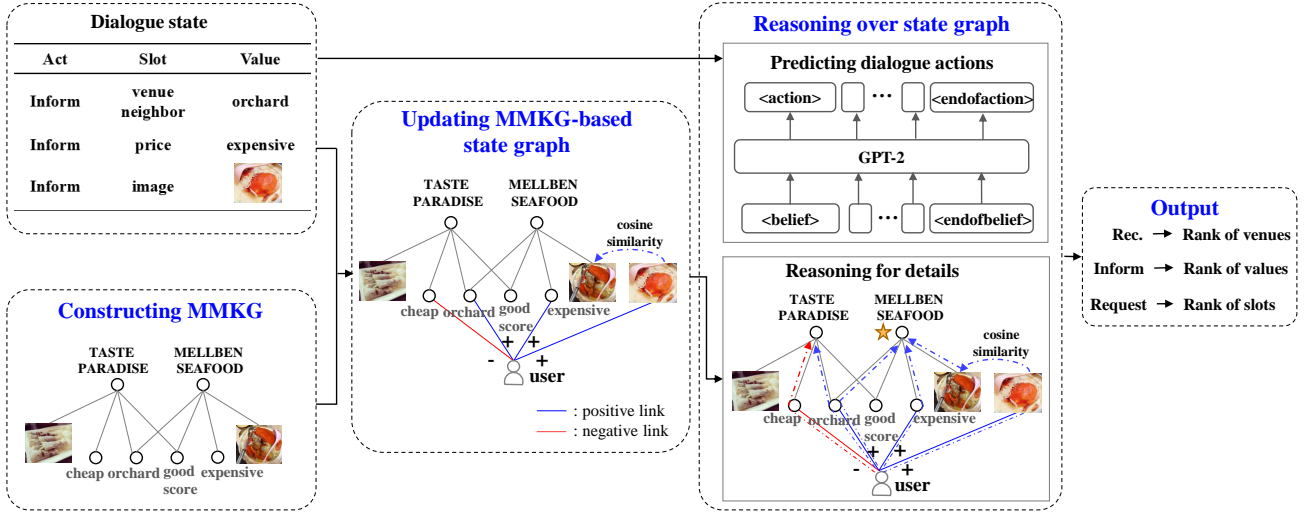 Dialogue state
Act Slot Value
Inform venue neighbor orchard
Inform price expensive
Inform image
Constructing MMKG
TASTE PARADISE
MELLBEN SEAFOOD
cheap orchard good score expensive
Updating MMKG-based
state graph
TASTE PARADISE
MELLBEN SEAFOOD
cosine similarity
cheap orchard good score expensive
- + + +
user
: positive link
: negative link
Reasoning over state graph
Predicting dialogue actions
<action> ... <endofaction>
GPT-2
<belief> ... <endofbelief>
Reasoning for details
TASTE PARADISE
MELLBEN SEAFOOD
cosine similarity
cheap orchard good score expensive
- + + +
user
Output
Rec. → Rank of venues
Inform → Rank of values
Request → Rank of slots